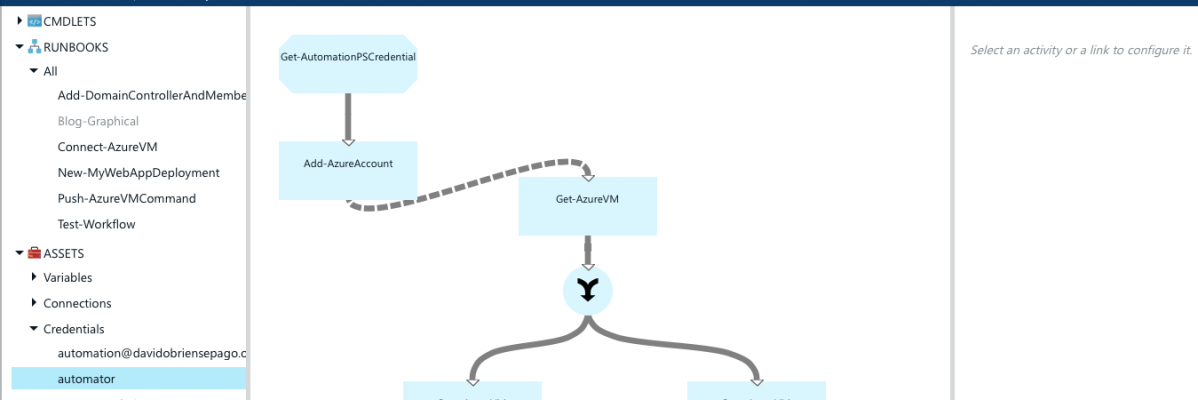 CMDLETS
RUNBOOKS
All
Add-DomainControllerAndMembe
Blog-Graphical
Connect-AzureVM
New-MyWebAppDeployment
Push-AzureVMCommand
Test-Workflow
ASSETS
Variables
Connections
Credentials
automation@davidobriensepago.c
automator
Get-AutomationPSCredential
Add-AzureAccount
Get-AzureVM
Select an activity or a link to configure it.